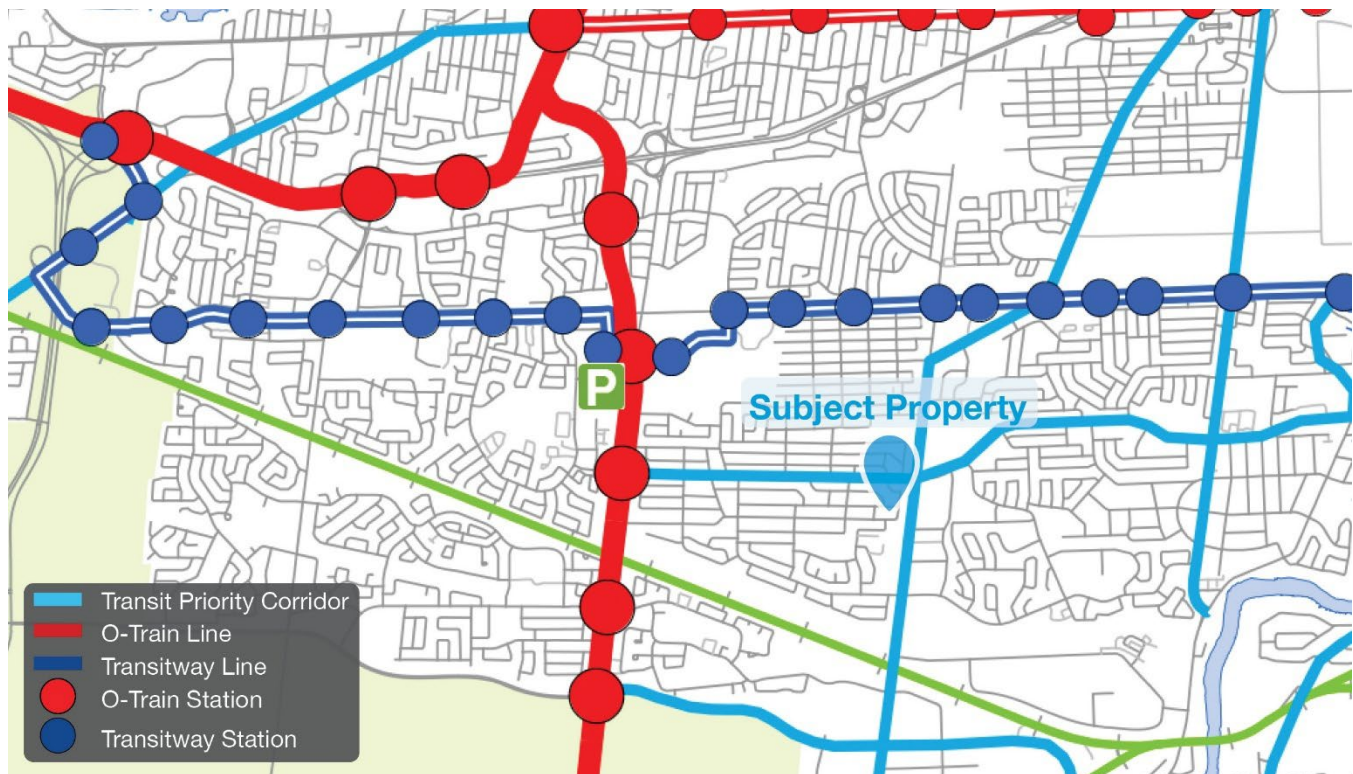 P
Subject Property
Transit Priority Corridor
O-Train Line
Transitway Line
O-Train Station
Transitway Station